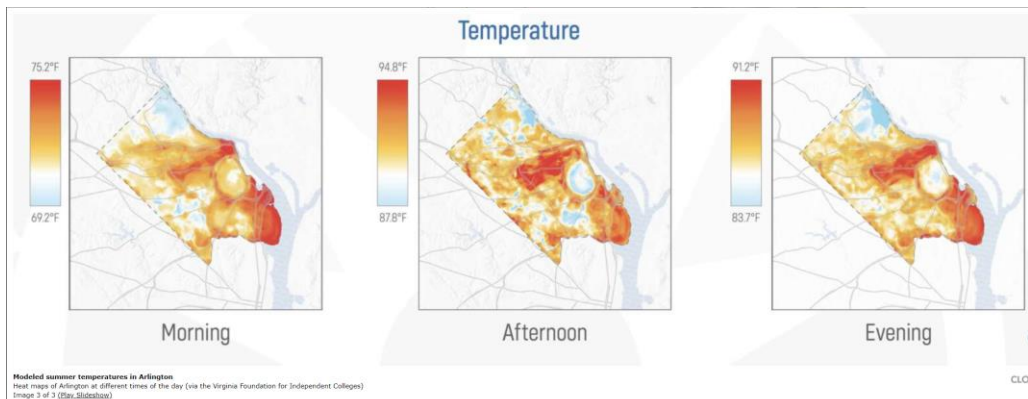 Temperature
75.2°F
69.2°F
94.8°F
87.8°F
91.2°F
83.7°F
Morning
Afternoon
Evening
Modeled summer temperatures in Arlington
Heat maps of Arlington at different times of the day (via the Virginia Foundation for Independent Colleges)
Image 3 of 3 (Play Slideshow)
CLO